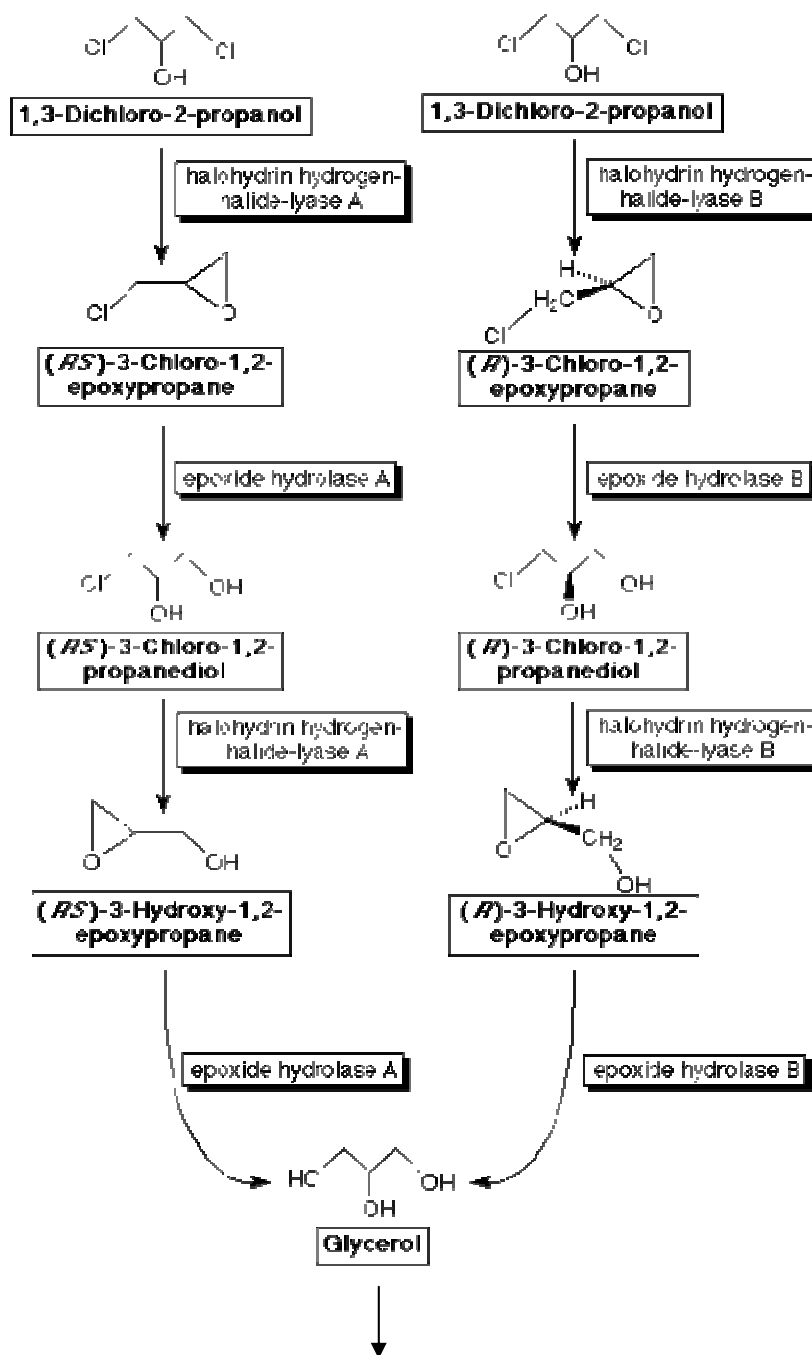 Cl Cl
OH
1,3-Dichloro-2-propanol
halohydrin hydrogen-
halide-lyase A
Cl O
(RS)-3-Chloro-1,2-
epoxypropane
epoxide hydrolase A
Cl OH
OH
(RS)-3-Chloro-1,2-
propanediol
halohydrin hydrogen-
halide-lyase A
O OH
(RS)-3-Hydroxy-1,2-
epoxypropane
epoxide hydrolase A
Cl Cl
OH
1,3-Dichloro-2-propanol
halohydrin hydrogen-
halide-lyase B
H
H2C
Cl O
(R)-3-Chloro-1,2-
epoxypropane
epoxide hydrolase B
Cl OH
OH
(R)-3-Chloro-1,2-
propanediol
halohydrin hydrogen-
halide-lyase B
H
O CH2
OH
(R)-3-Hydroxy-1,2-
epoxypropane
epoxide hydrolase B
HO OH
OH
Glycerol